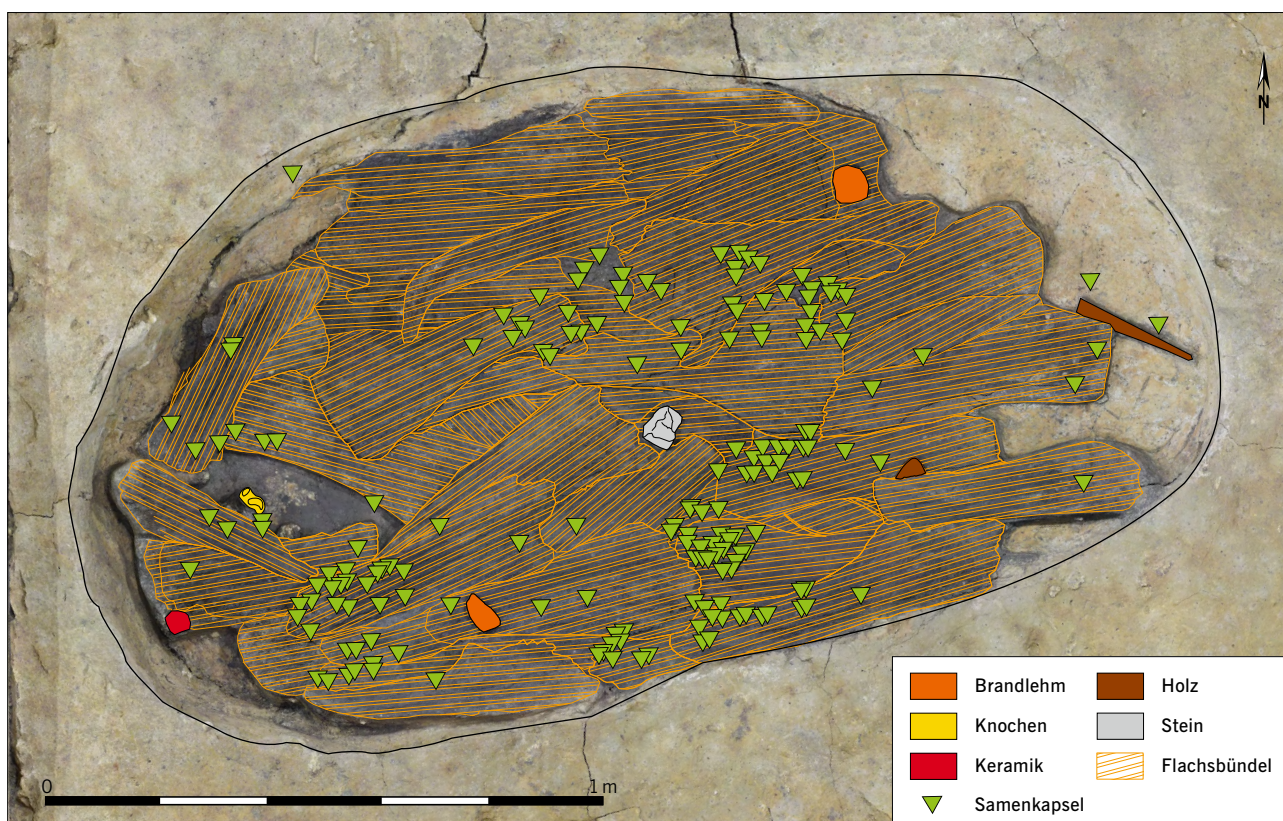 N
Brandlehm
Holz
Knochen
Stein
Keramik
Flachsbündel
Samenkapsel
0
1 m